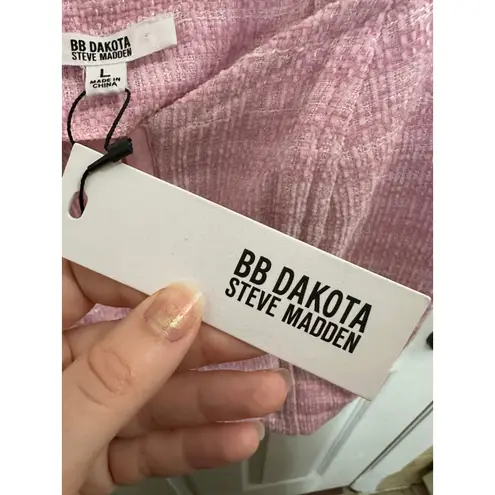 BB DAKOTA
STEVE MADDEN
L
MADE IN
CHINA
BB DAKOTA
STEVE MADDEN